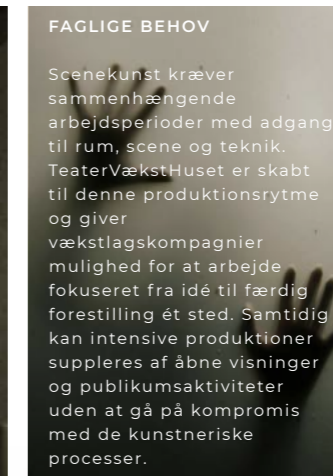 FAGLIGE BEHOV
Scenekunst kræver
sammenhængende
arbejdsperioder med adgang
til rum, scene og teknik.
TeaterVækstHuset er skabt
til denne produktionsrytme
og giver
vækstlagskompagnier
mulighed for at arbejde
fokuseret fra idé til færdig
forestilling ét sted. Samtidig
kan intensive produktioner
suppleres af åbne visninger
og publikumsaktiviteter
uden at gå på kompromis
med de kunstneriske
processer.